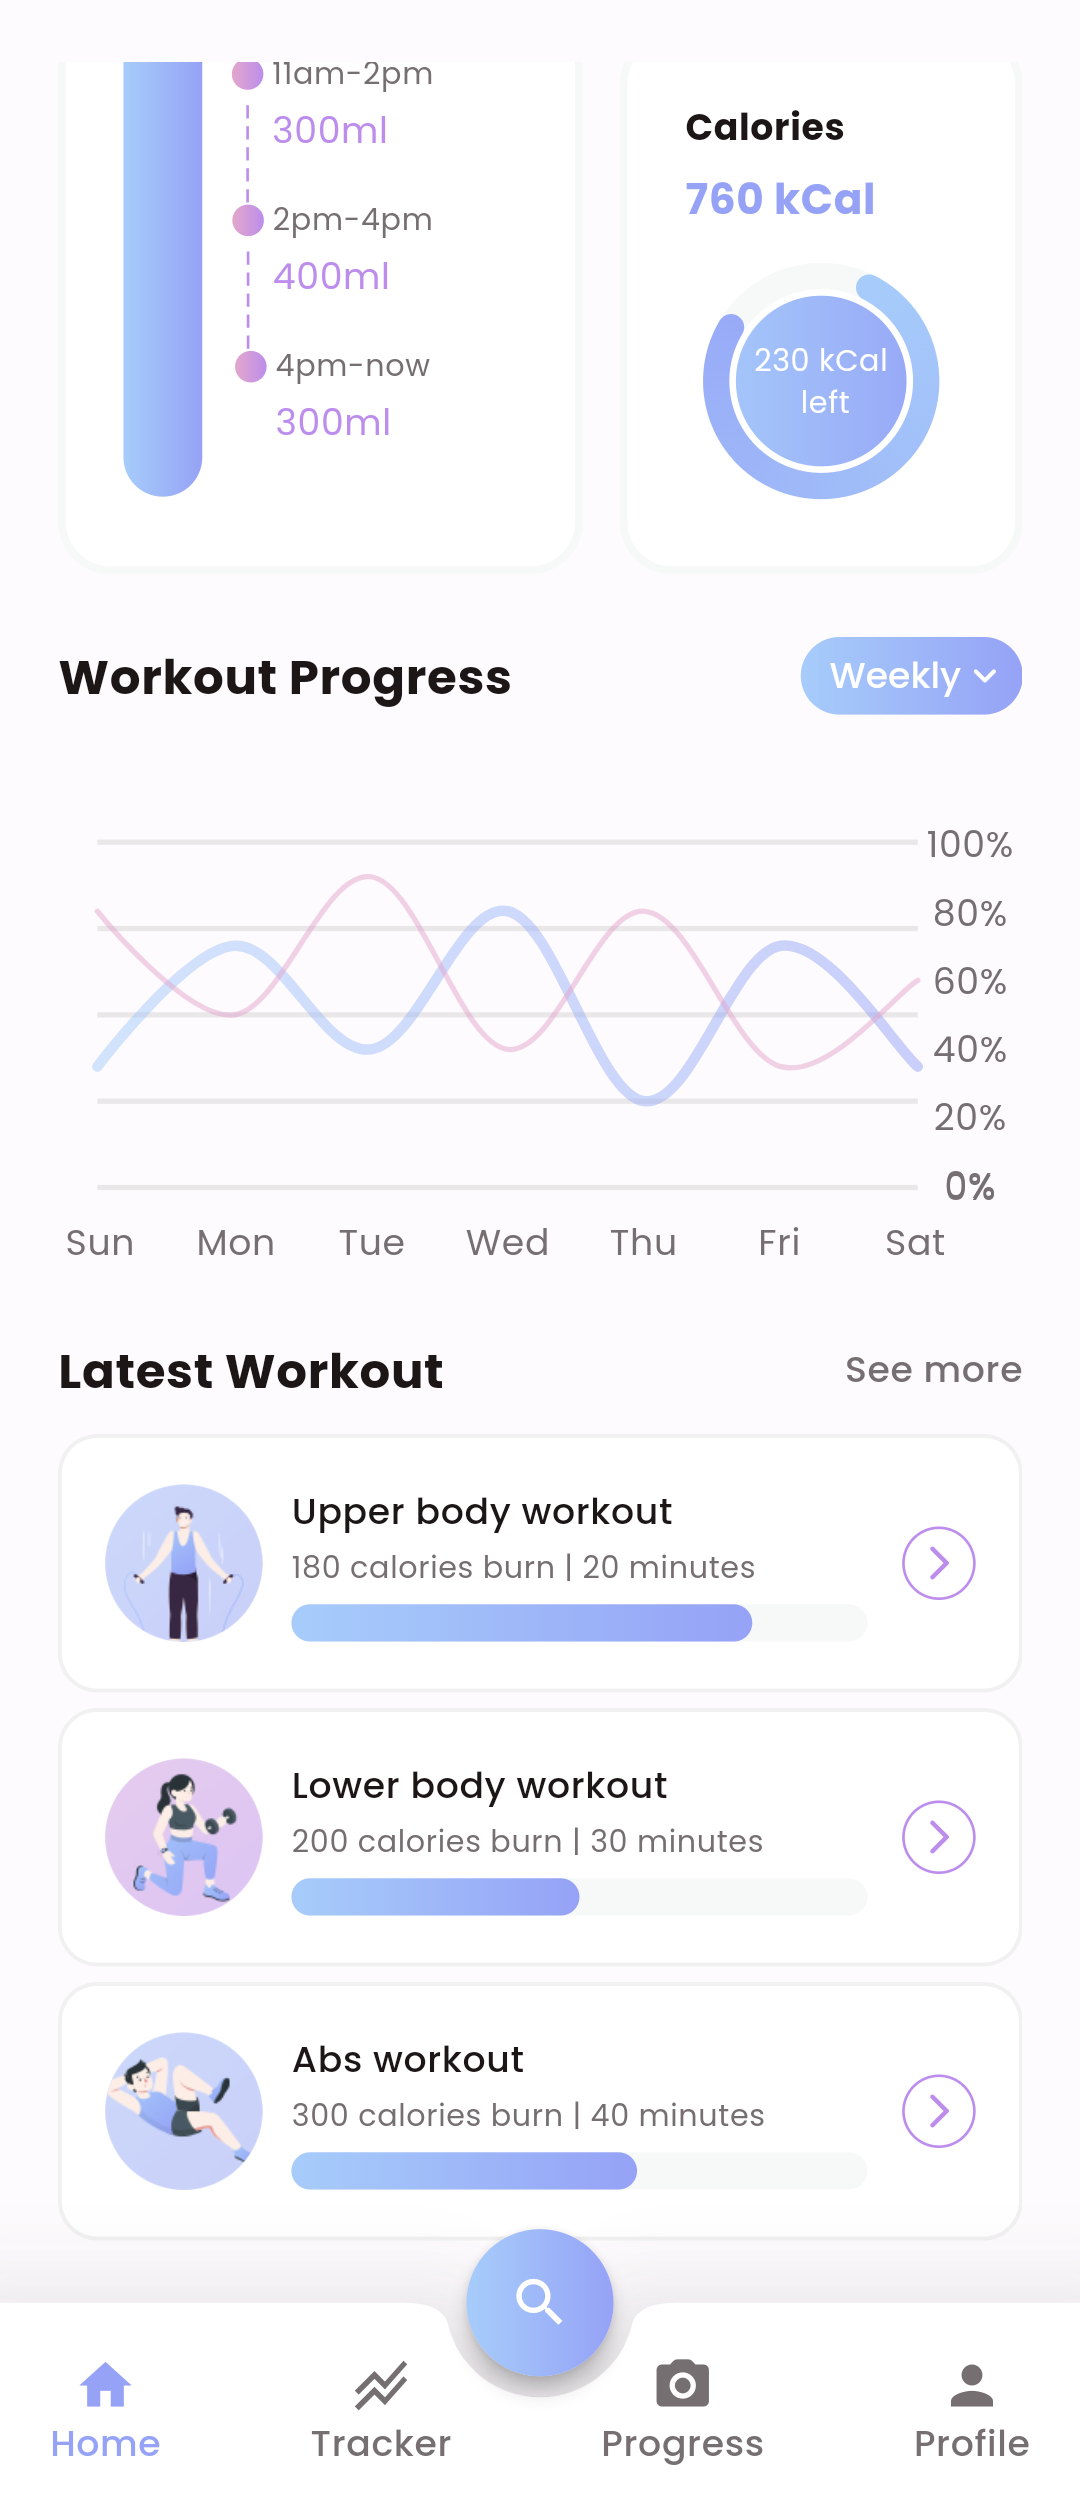 11am-2pm
300ml
2pm-4pm
400ml
4pm-now
300ml
Calories
760 kCal
230 kCal
left
Workout Progress
Weekly
100%
80%
60%
40%
20%
0%
Sun Mon Tue Wed Thu Fri Sat
Latest Workout
See more
Upper body workout
180 calories burn | 20 minutes
Lower body workout
200 calories burn | 30 minutes
Abs workout
300 calories burn | 40 minutes
Home Tracker Progress Profile